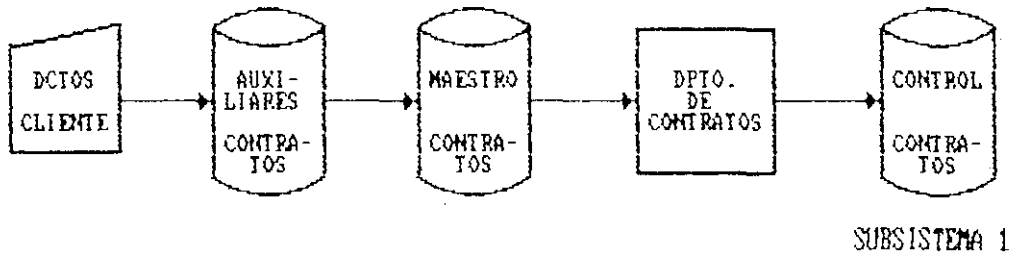 DCTOS
CLIENTE
AUXI-
LIARES
CONTRA-
TOS
MAESTRO
CONTRA-
TOS
DPTO.
DE
CONTRATOS
CONTROL
CONTRA-
TOS
SUBSISTEMA 1